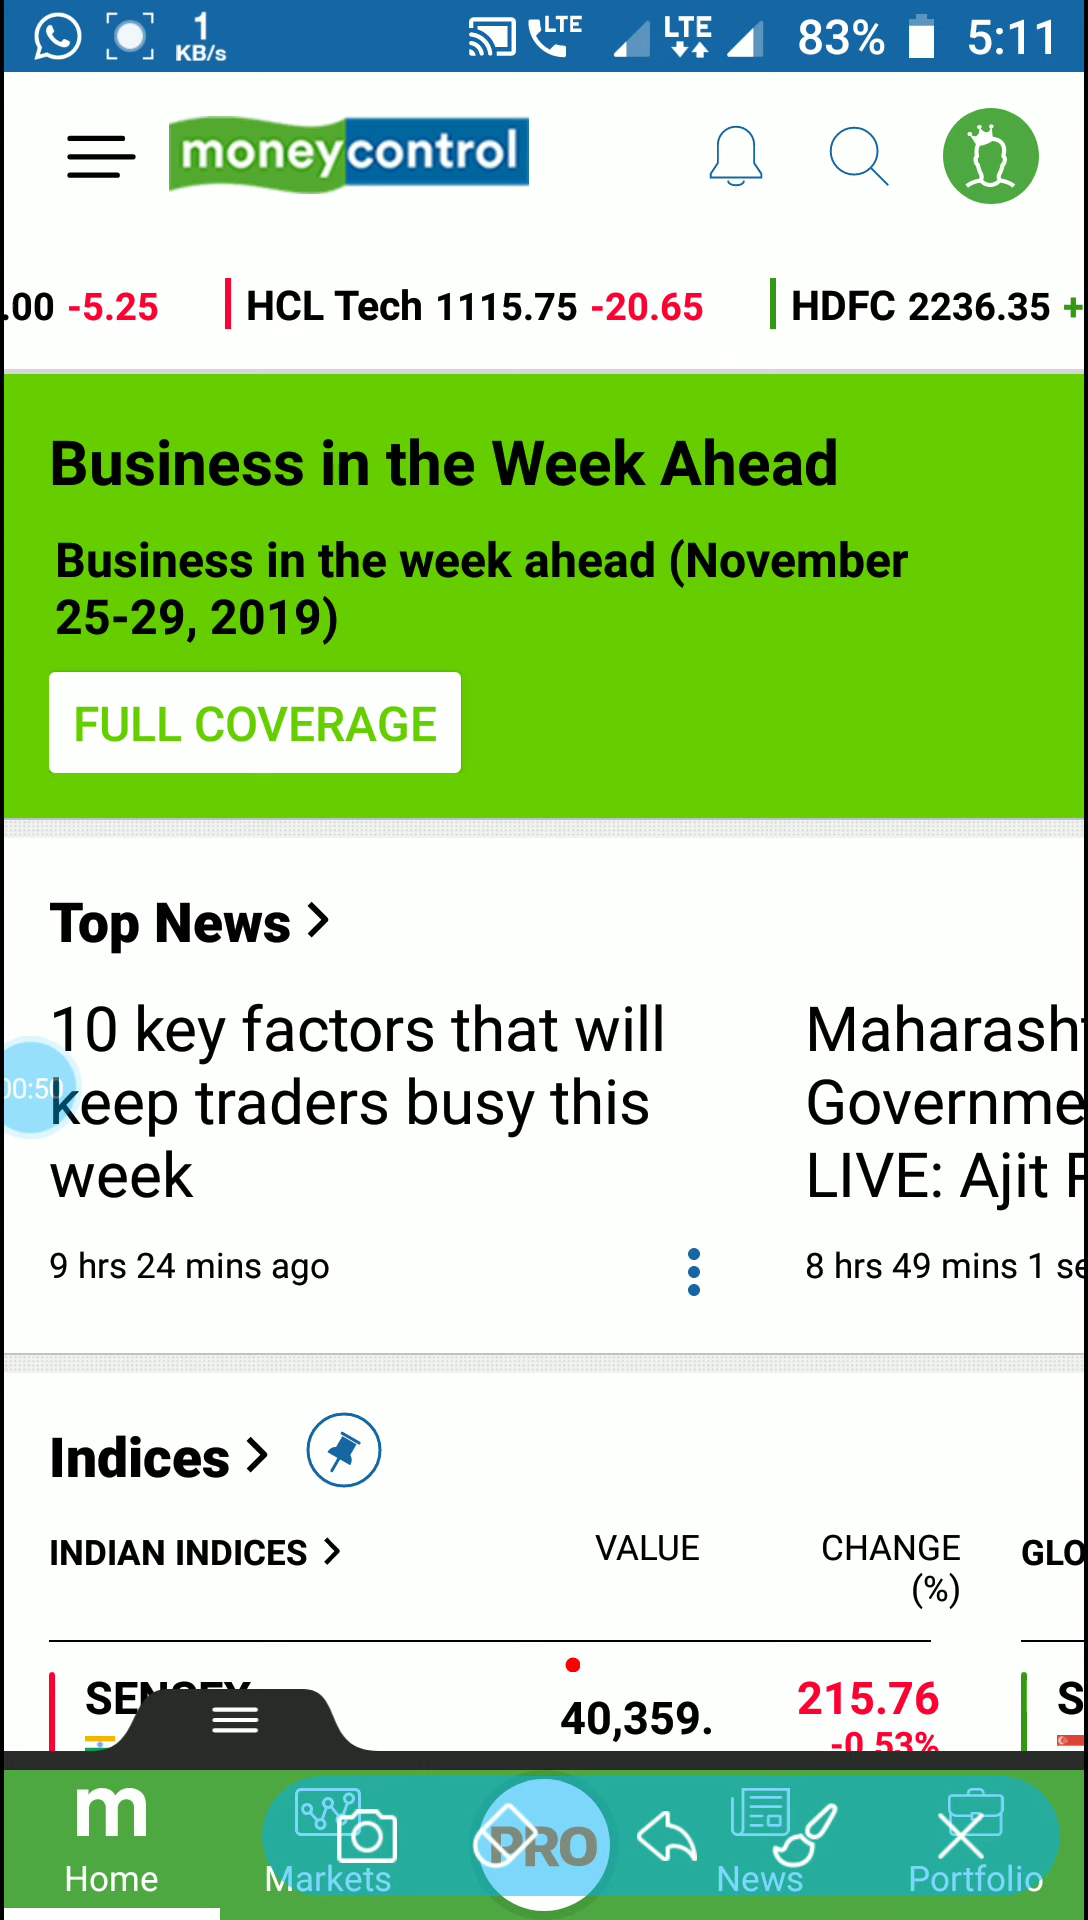 1
KB/s
LTE
LTE
83%
5:11
moneycontrol
.00 -5.25
HCL Tech 1115.75 -20.65
HDFC 2236.35 +
Business in the Week Ahead
Business in the week ahead (November
25-29, 2019)
FULL COVERAGE
Top News
10 key factors that will
keep traders busy this
week
9 hrs 24 mins ago
Maharasht
Governme
LIVE: Ajit P
8 hrs 49 mins 1 se
00:50
Indices
INDIAN INDICES
VALUE
CHANGE
(%)
GLO
SENSEX
40,359.
215.76
-0.53%
S
m
PRO
Home
Markets
News
Portfolio